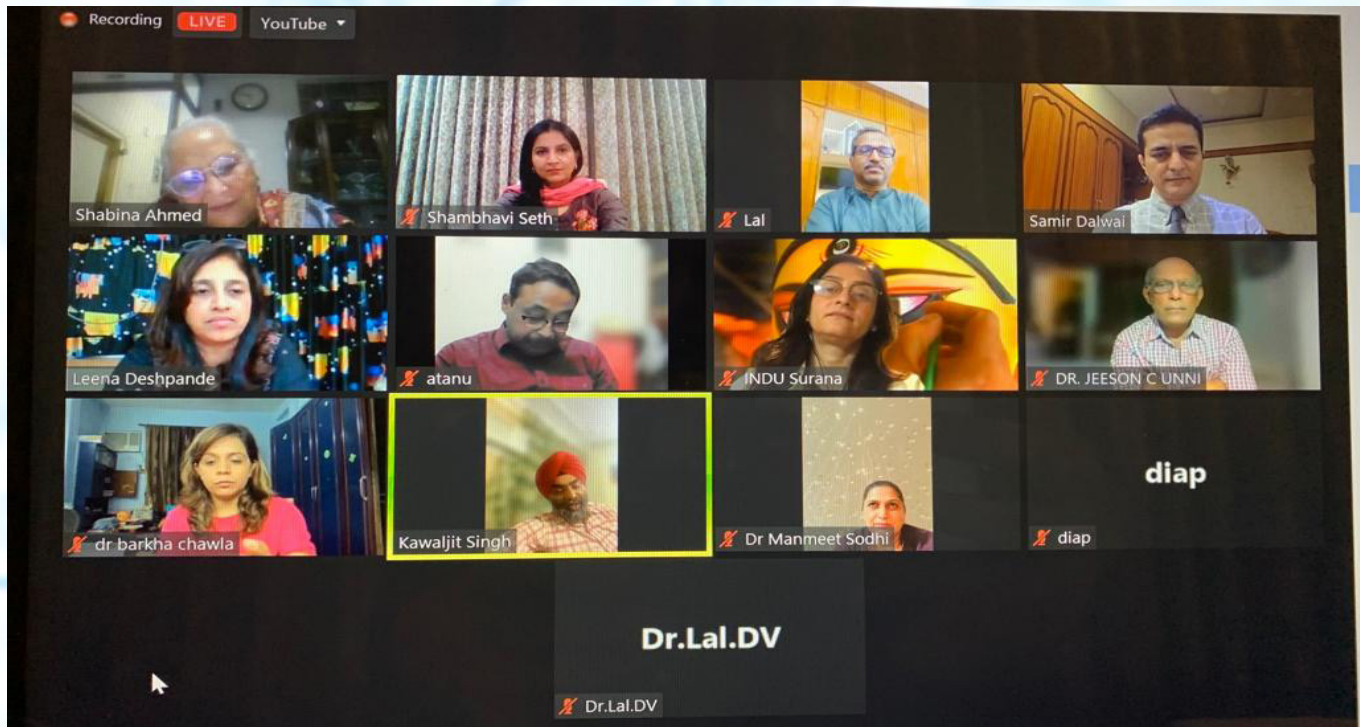 Recording LIVE YouTube
Shabina Ahmed
Shambhavi Seth
Lal
Samir Dalwai
Leena Deshpande
atanu
INDU Surana
DR. JEESON C UNNI
dr barkha chawla
Kawaljit Singh
Dr Manmeet Sodhi
diap
diap
Dr.Lal.DV
Dr.Lal.DV